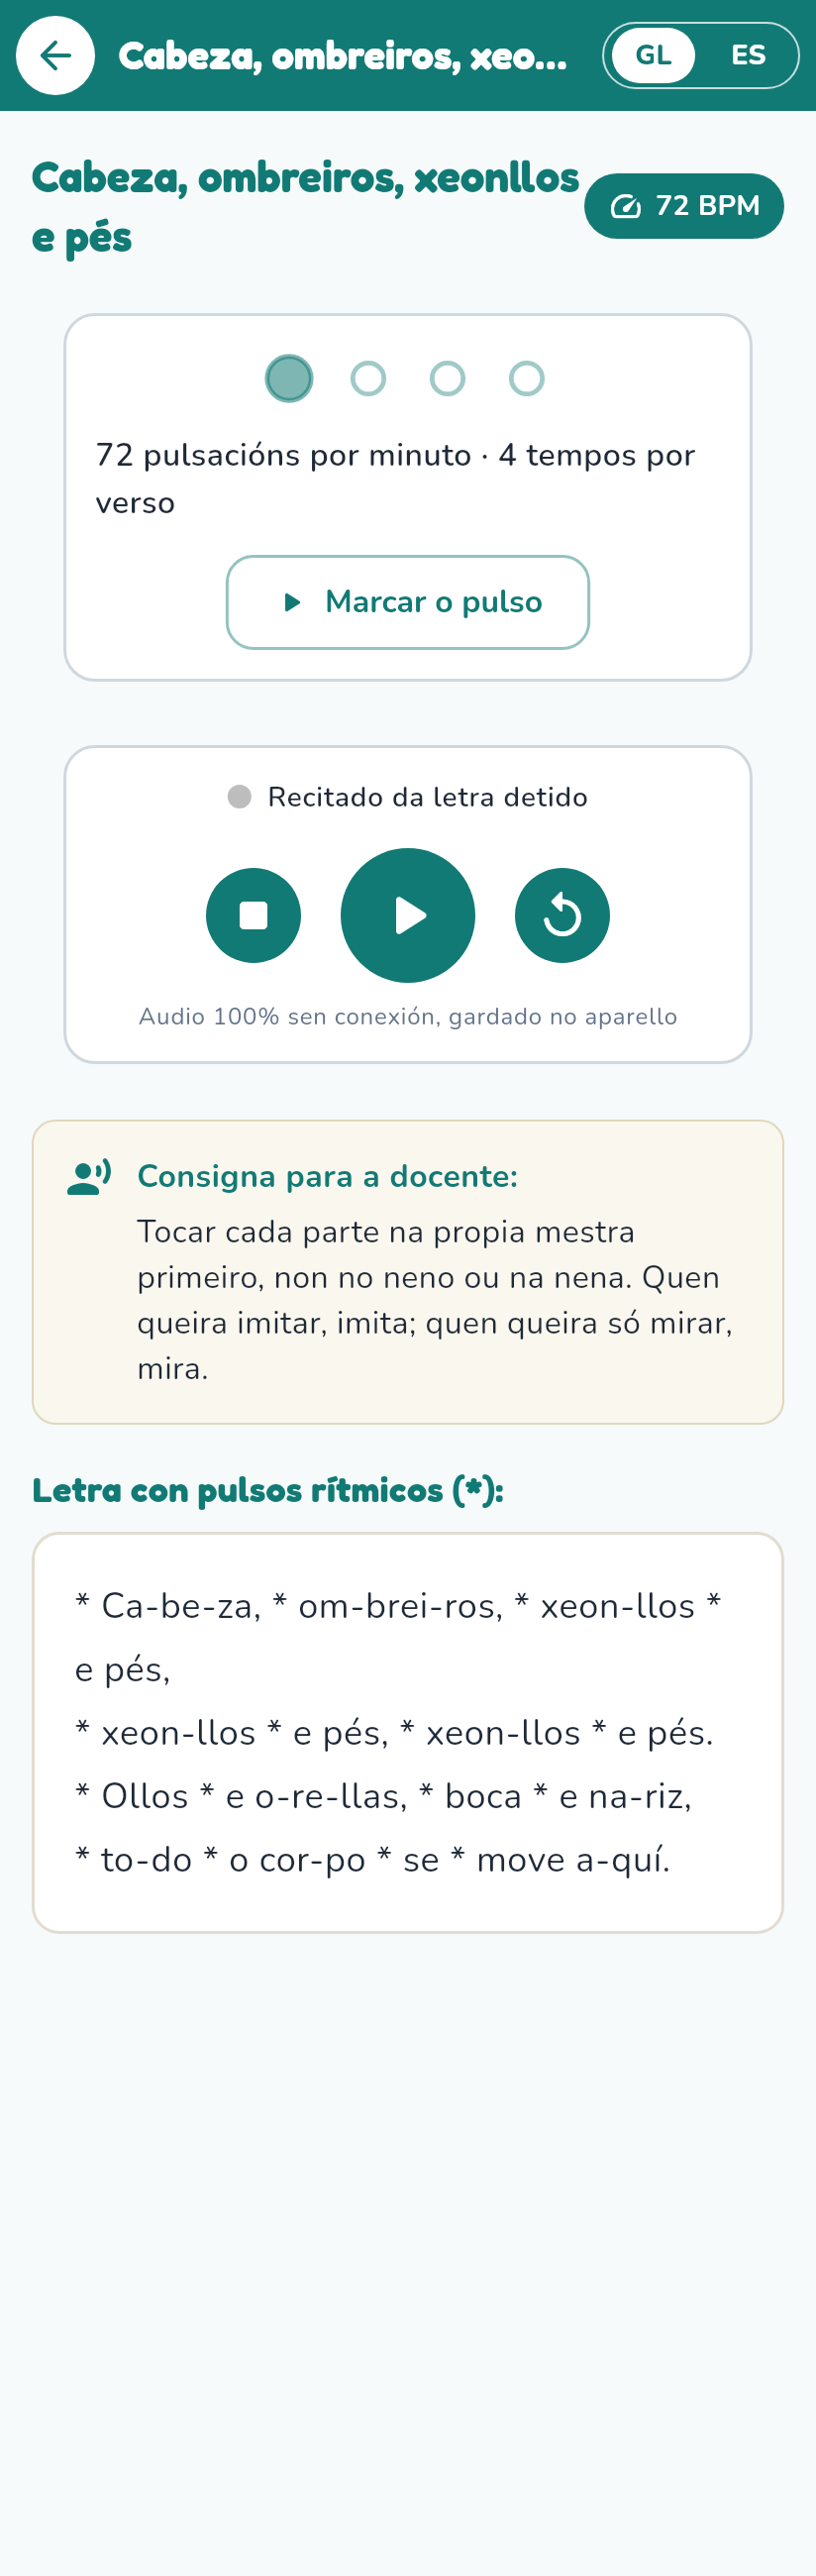 Cabeza, ombreiros, xeo...
GL
ES
Cabeza, ombreiros, xeonllos
e pés
72 BPM
72 pulsacións por minuto · 4 tempos por
verso
Marcar o pulso
Recitado da letra detido
Audio 100% sen conexión, gardado no aparello
Consigna para a docente:
Tocar cada parte na propia mestra
primeiro, non no neno ou na nena. Quen
queira imitar, imita; quen queira só mirar,
mira.
Letra con pulsos rítmicos (*):
* Ca-be-za, * om-brei-ros, * xeon-llos *
e pés,
* xeon-llos * e pés, * xeon-llos * e pés.
* Ollos * e o-re-llas, * boca * e na-riz,
* to-do * o cor-po * se * move a-quí.